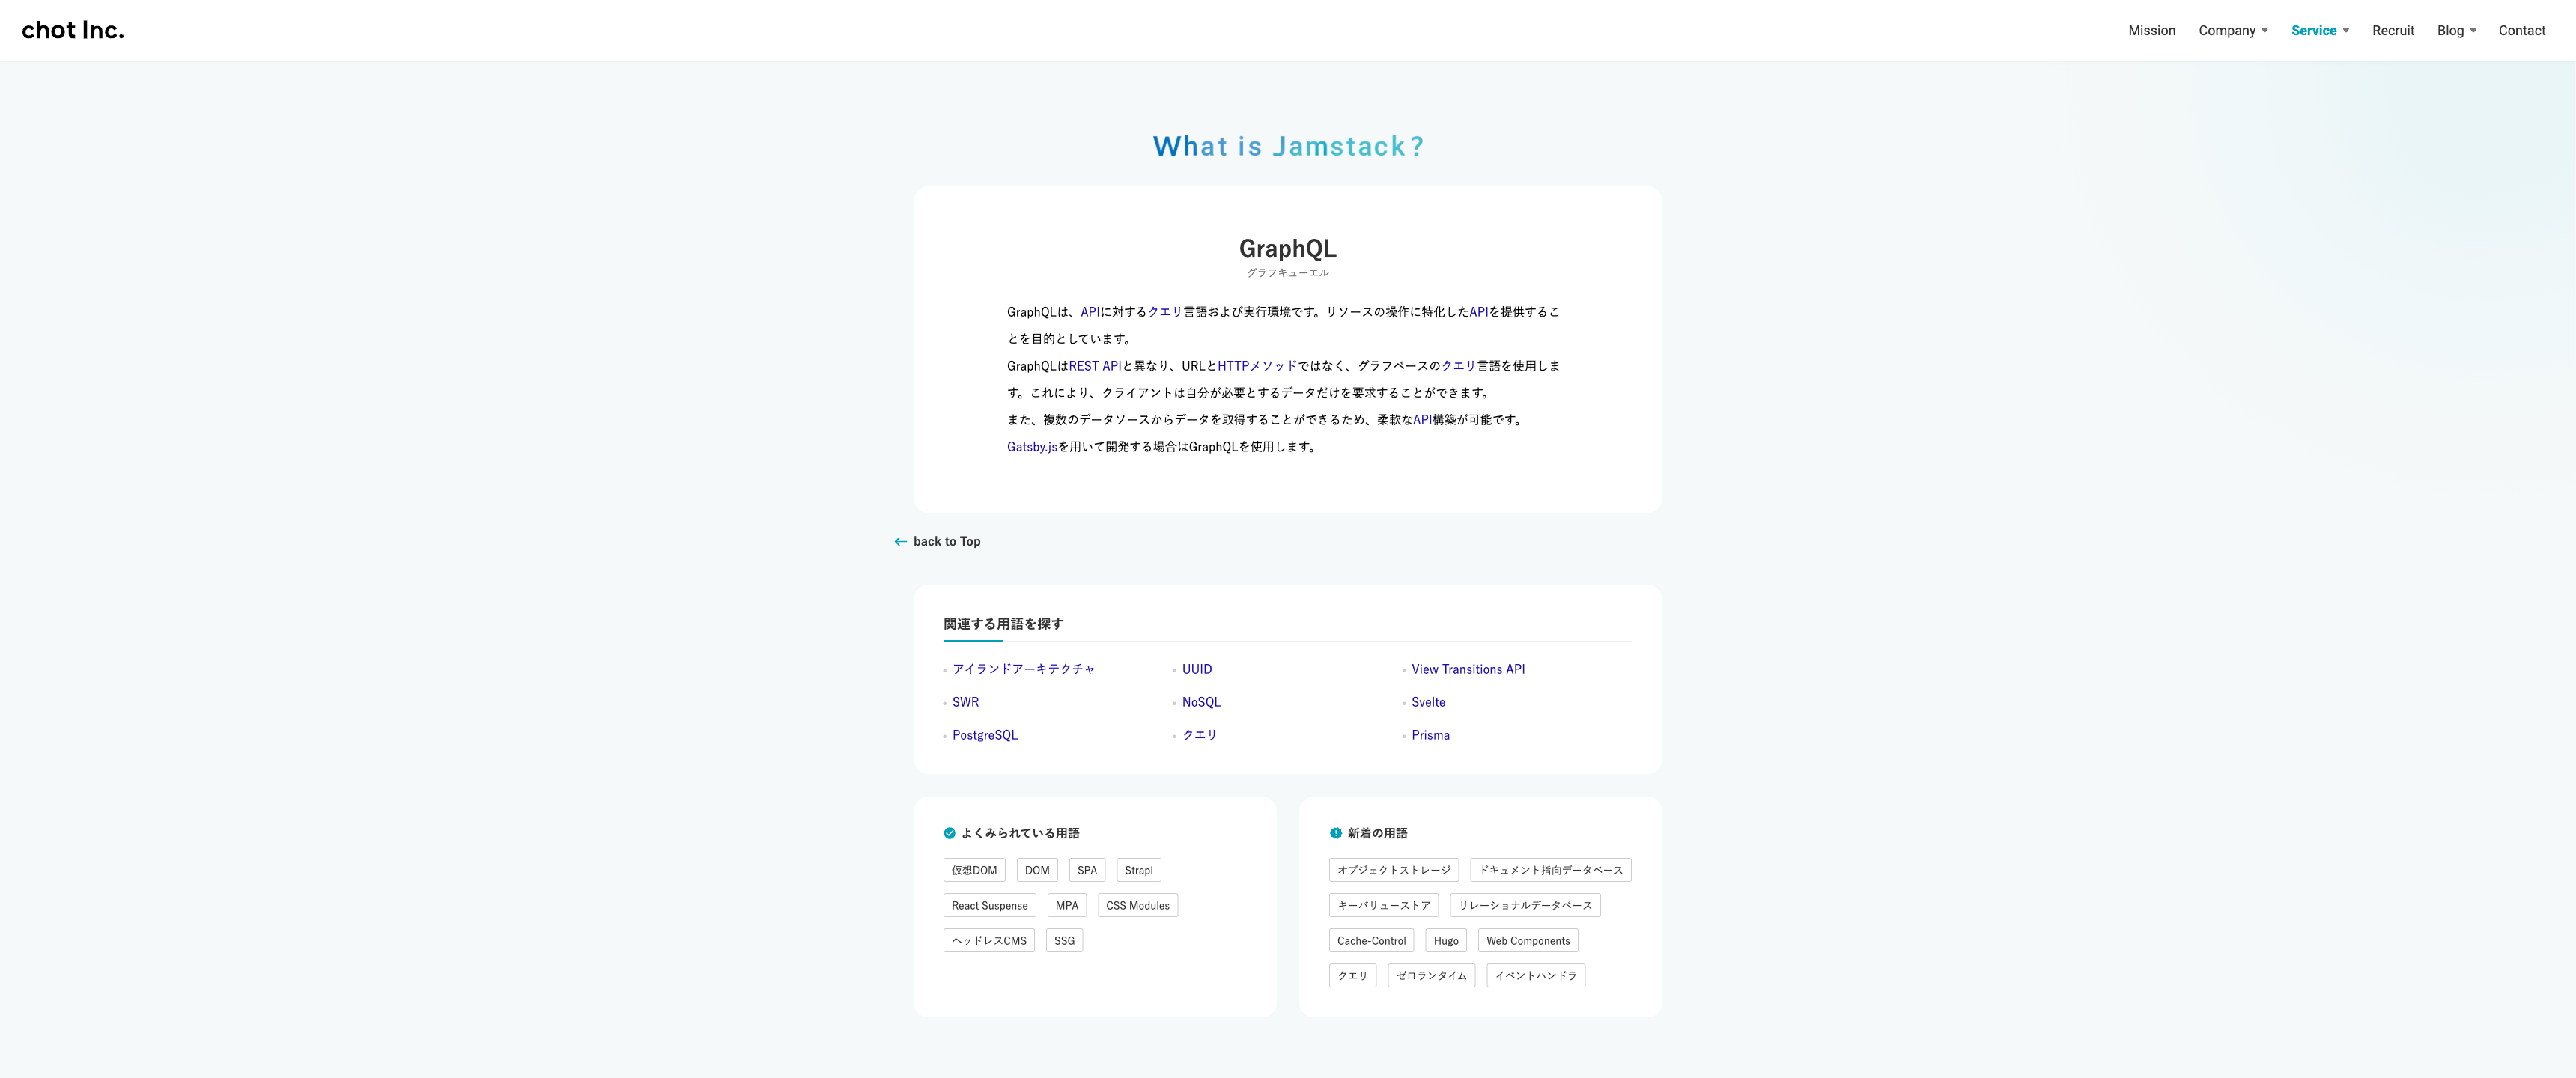 chot Inc.
Mission Company Service Recruit Blog Contact
What is Jamstack?
GraphQL
グラフキューエル
GraphQLは、APIに対するクエリ言語および実行環境です。リソースの操作に特化したAPIを提供するこ
とを目的としています。
GraphQLはREST APIと異なり、URLとHTTPメソッドではなく、グラフベースのクエリ言語を使用しま
す。これにより、クライアントは自分が必要とするデータだけを要求することができます。
また、複数のデータソースからデータを取得することができるため、柔軟なAPI構築が可能です。
Gatsby.jsを用いて開発する場合はGraphQLを使用します。
back to Top
関連する用語を探す
アイランドアーキテクチャ UUID View Transitions API
SWR NoSQL Svelte
PostgreSQL クエリ Prisma
よくみられている用語
仮想DOM DOM SPA Strapi
React Suspense MPA CSS Modules
ヘッドレスCMS SSG
新着の用語
オブジェクトストレージ ドキュメント指向データベース
キーバリューストア リレーショナルデータベース
Cache-Control Hugo Web Components
クエリ ゼロランタイム イベントハンドラ